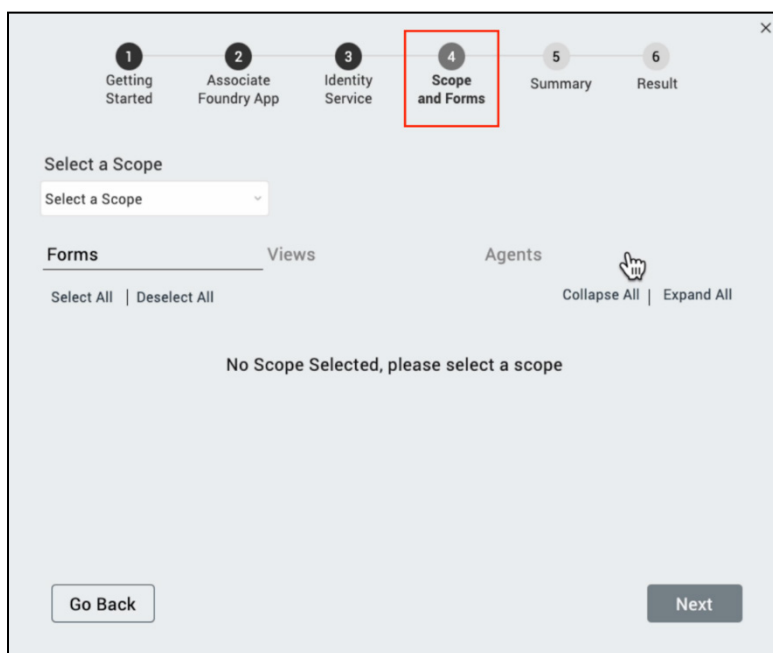 ×
1 2 3 4 5 6
Getting Started
Associate Foundry App
Identity Service
Scope and Forms
Summary
Result
Select a Scope
Select a Scope
Forms Views Agents
Select All | Deselect All Collapse All | Expand All
No Scope Selected, please select a scope
Go Back Next